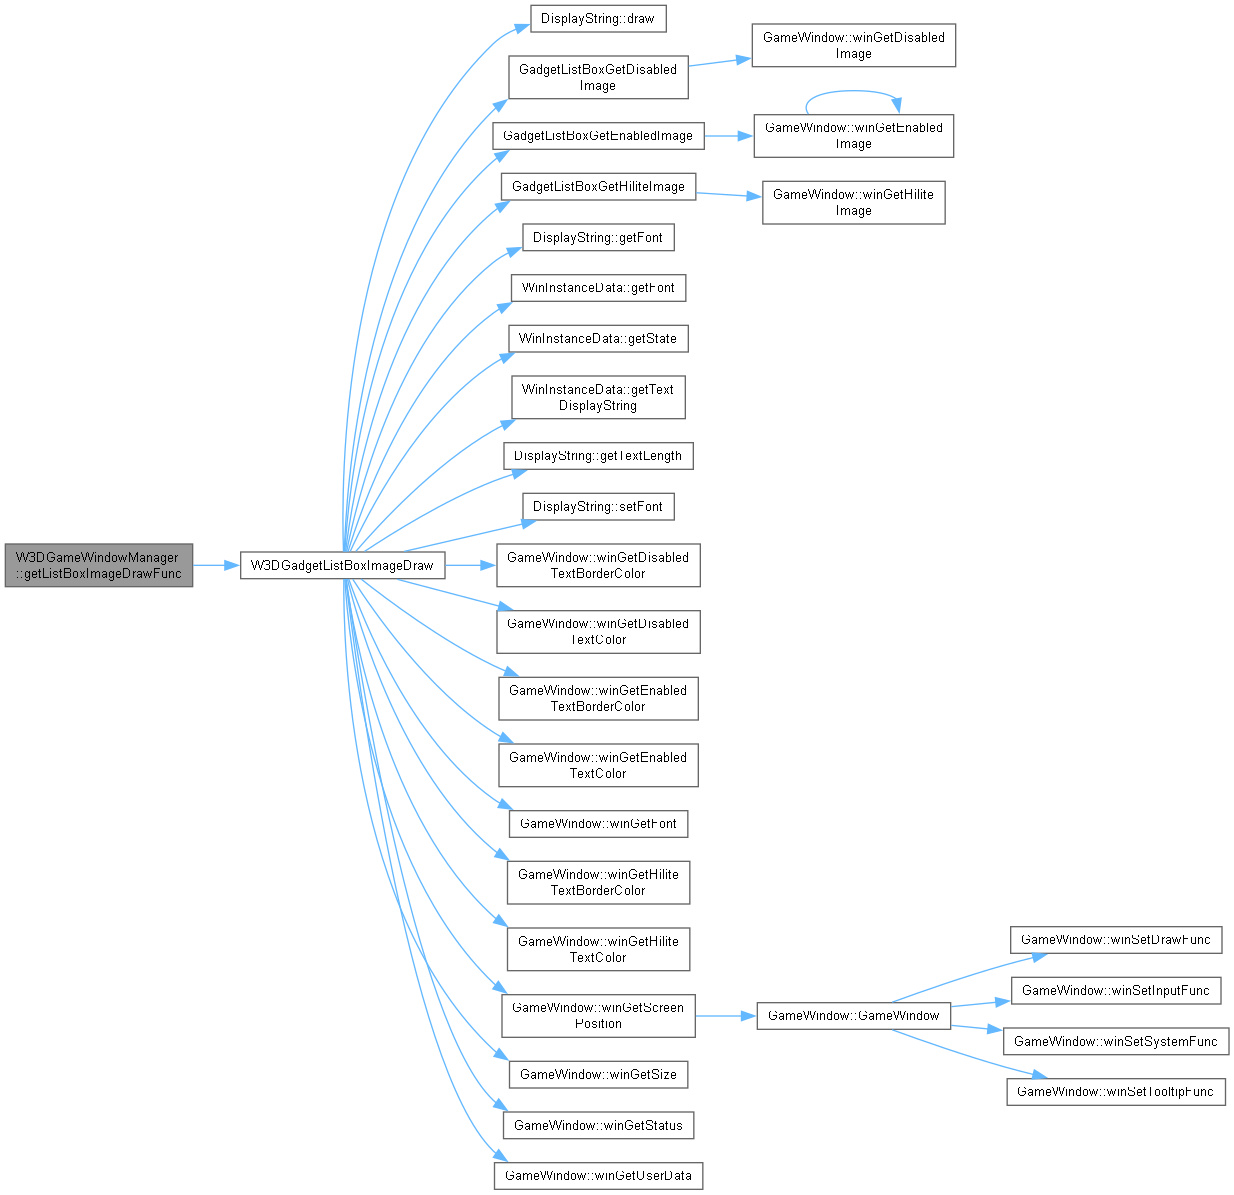 W3DGameWindowManager
::getListBoxImageDrawFunc
W3DGadgetListBoxImageDraw
DisplayString::draw
GadgetListBoxGetDisabled
Image
GameWindow::winGetDisabled
Image
GadgetListBoxGetEnabledImage
GameWindow::winGetEnabled
Image
GadgetListBoxGetHiliteImage
GameWindow::winGetHilite
Image
DisplayString::getFont
WinInstanceData::getFont
WinInstanceData::getState
WinInstanceData::getText
DisplayString
DisplayString::getTextLength
DisplayString::setFont
GameWindow::winGetDisabled
TextBorderColor
GameWindow::winGetDisabled
TextColor
GameWindow::winGetEnabled
TextBorderColor
GameWindow::winGetEnabled
TextColor
GameWindow::winGetFont
GameWindow::winGetHilite
TextBorderColor
GameWindow::winGetHilite
TextColor
GameWindow::winGetScreen
Position
GameWindow::GameWindow
GameWindow::winSetDrawFunc
GameWindow::winSetInputFunc
GameWindow::winSetSystemFunc
GameWindow::winSetTooltipFunc
GameWindow::winGetSize
GameWindow::winGetStatus
GameWindow::winGetUserData